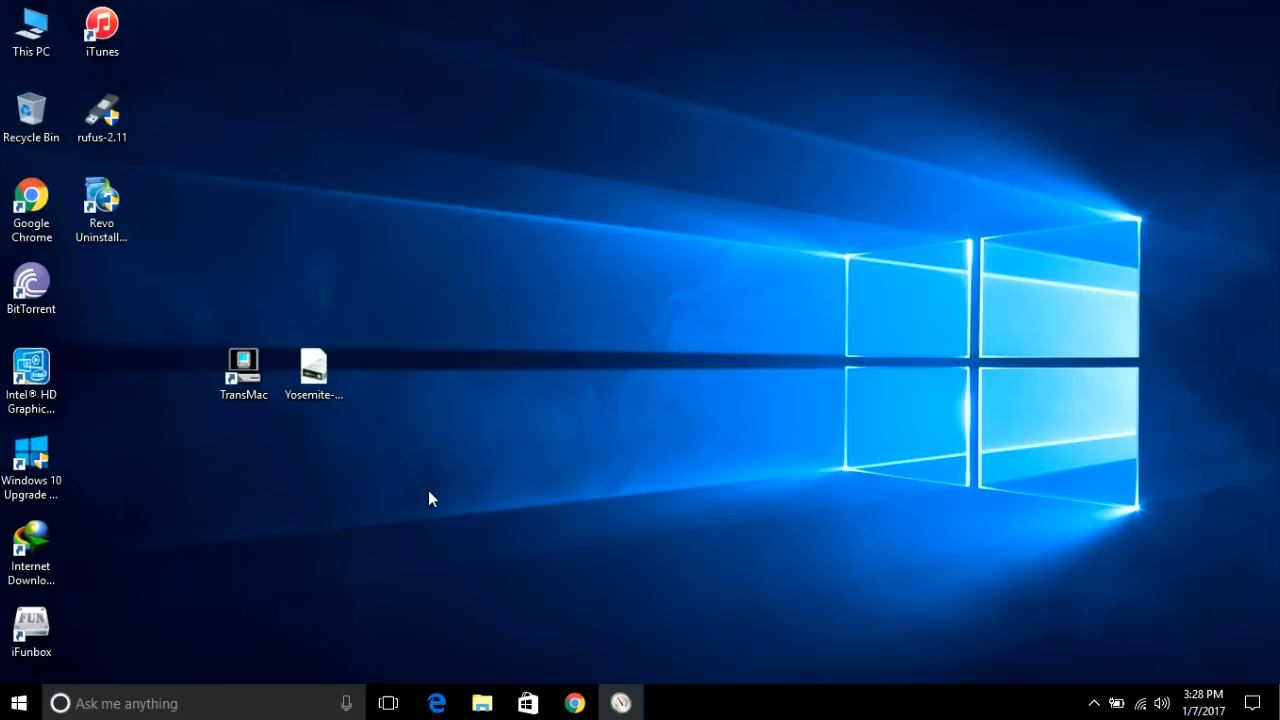 This PC
iTunes
Recycle Bin
rufus-2.11
Google
Chrome
Revo
Uninstall...
BitTorrent
Intel® HD
Graphic...
TransMac
Yosemite-...
Windows 10
Upgrade ...
Internet
Downlo...
FUN
iFunbox
Ask me anything
3:28 PM
1/7/2017